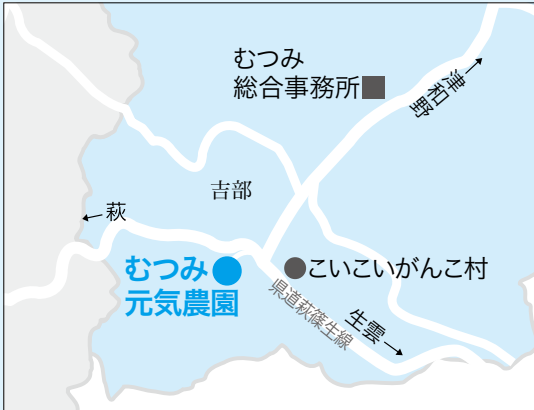 むつみ
総合事務所
津和野
吉部
萩
むつみ
元気農園
こいこいがんこ村
県道萩篠生線
生雲